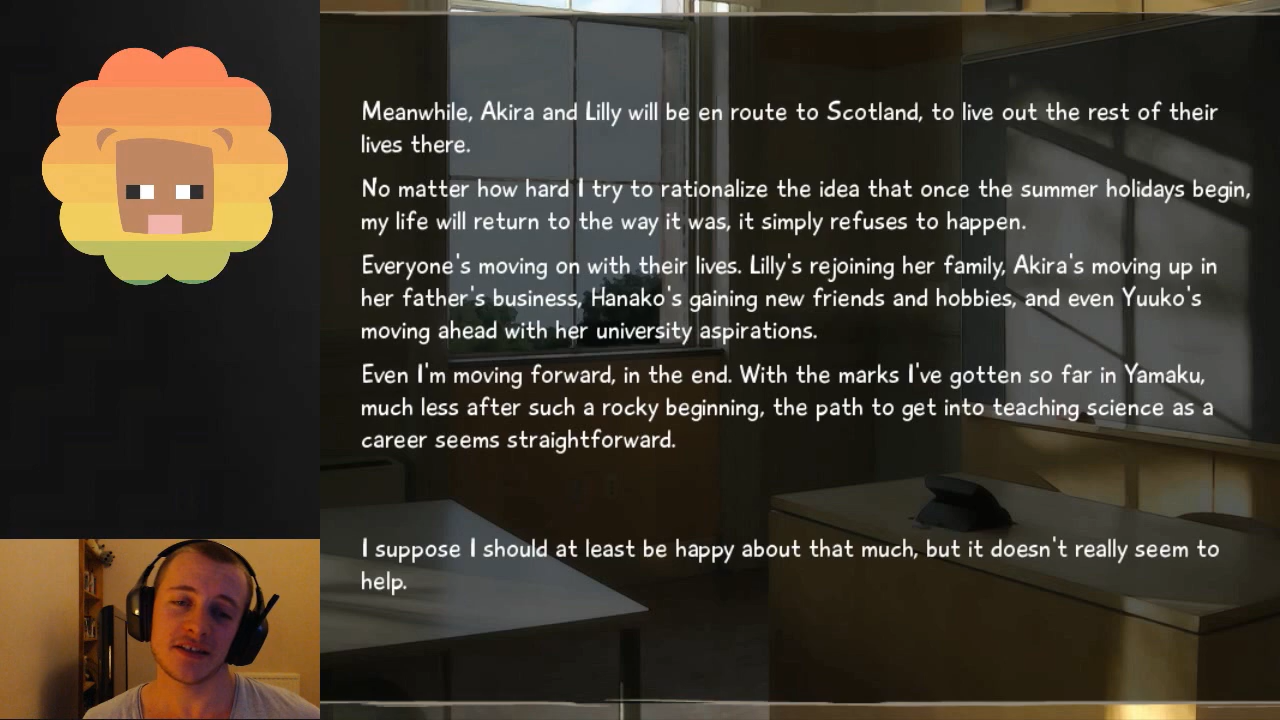 Meanwhile, Akira and Lilly will be en route to Scotland, to live out the rest of their
lives there.
No matter how hard I try to rationalize the idea that once the summer holidays begin,
my life will return to the way it was, it simply refuses to happen.
Everyone's moving on with their lives. Lilly's rejoining her family, Akira's moving up in
her father's business, Hanako's gaining new friends and hobbies, and even Yuuko's
moving ahead with her university aspirations.
Even I'm moving forward, in the end. With the marks I've gotten so far in Yamaku,
much less after such a rocky beginning, the path to get into teaching science as a
career seems straightforward.
I suppose I should at least be happy about that much, but it doesn't really seem to
help.